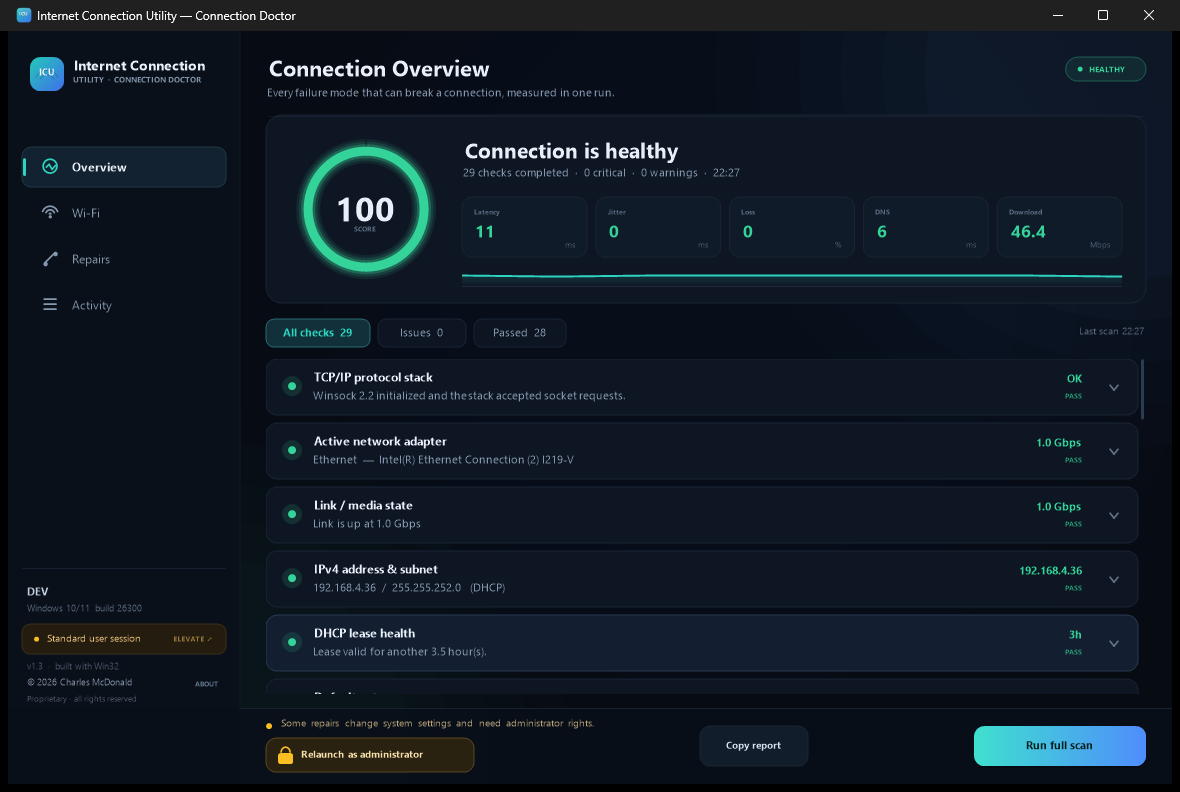 Internet Connection Utility — Connection Doctor
ICU
Internet Connection
UTILITY · CONNECTION DOCTOR
Overview
Wi-Fi
Repairs
Activity
DEV
Windows 10/11 build 26300
Standard user session
ELEVATE
v1.3 · built with Win32
© 2026 Charles McDonald
ABOUT
Proprietary · all rights reserved
Connection Overview
HEALTHY
Every failure mode that can break a connection, measured in one run.
100
SCORE
Connection is healthy
29 checks completed · 0 critical · 0 warnings · 22:27
Latency
11
ms
Jitter
0
ms
Loss
0
%
DNS
6
ms
Download
46.4
Mbps
All checks 29
Issues 0
Passed 28
Last scan 22:27
TCP/IP protocol stack
Winsock 2.2 initialized and the stack accepted socket requests.
OK
PASS
Active network adapter
Ethernet — Intel(R) Ethernet Connection (2) I219-V
1.0 Gbps
PASS
Link / media state
Link is up at 1.0 Gbps
1.0 Gbps
PASS
IPv4 address & subnet
192.168.4.36 / 255.255.252.0 (DHCP)
192.168.4.36
PASS
DHCP lease health
Lease valid for another 3.5 hour(s).
3h
PASS
Some repairs change system settings and need administrator rights.
Relaunch as administrator
Copy report
Run full scan